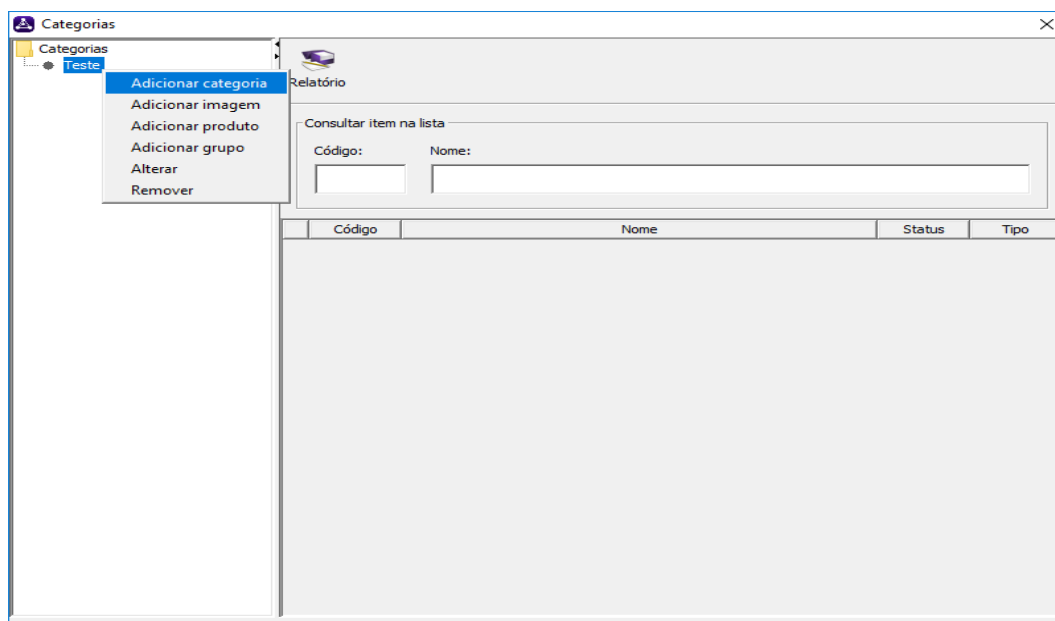 Categorias
Categorias
Teste
Adicionar categoria
Adicionar imagem
Adicionar produto
Adicionar grupo
Alterar
Remover
Relatório
Consultar item na lista
Código: Nome:
Código Nome Status Tipo